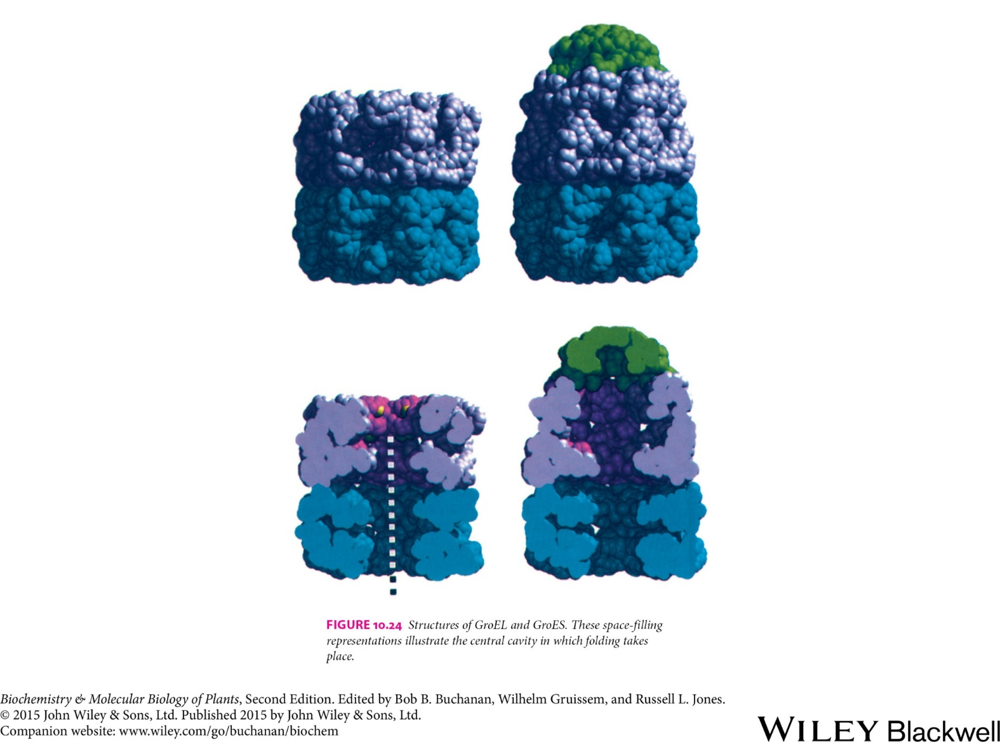 FIGURE 10.24 Structures of GroEL and GroES. These space-filling
representations illustrate the central cavity in which folding takes
place.
Biochemistry & Molecular Biology of Plants, Second Edition. Edited by Bob B. Buchanan, Wilhelm Gruissem, and Russell L. Jones.
© 2015 John Wiley & Sons, Ltd. Published 2015 by John Wiley & Sons, Ltd.
Companion website: www.wiley.com/go/buchanan/biochem
WILEY Blackwell